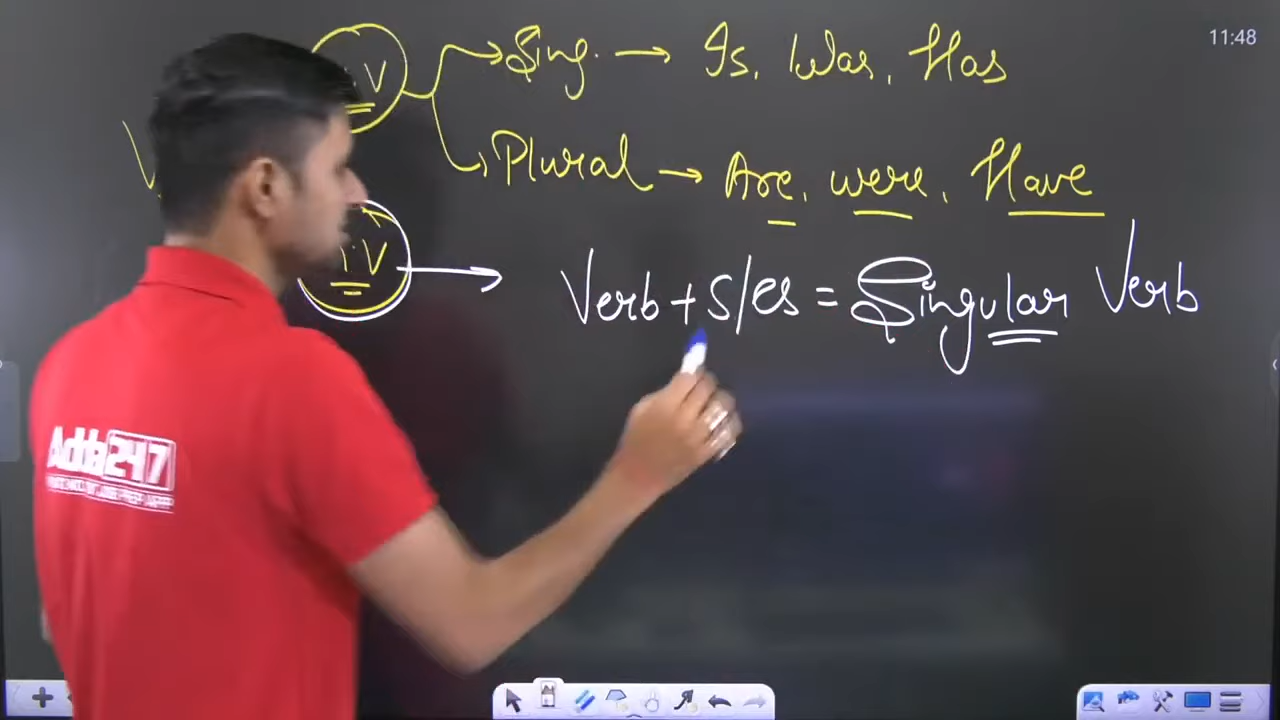 11:48
V → Sing. → Is, Was, Has
Plural → Are, were, Have
.V → Verb + s/es = Singular Verb
Adda247